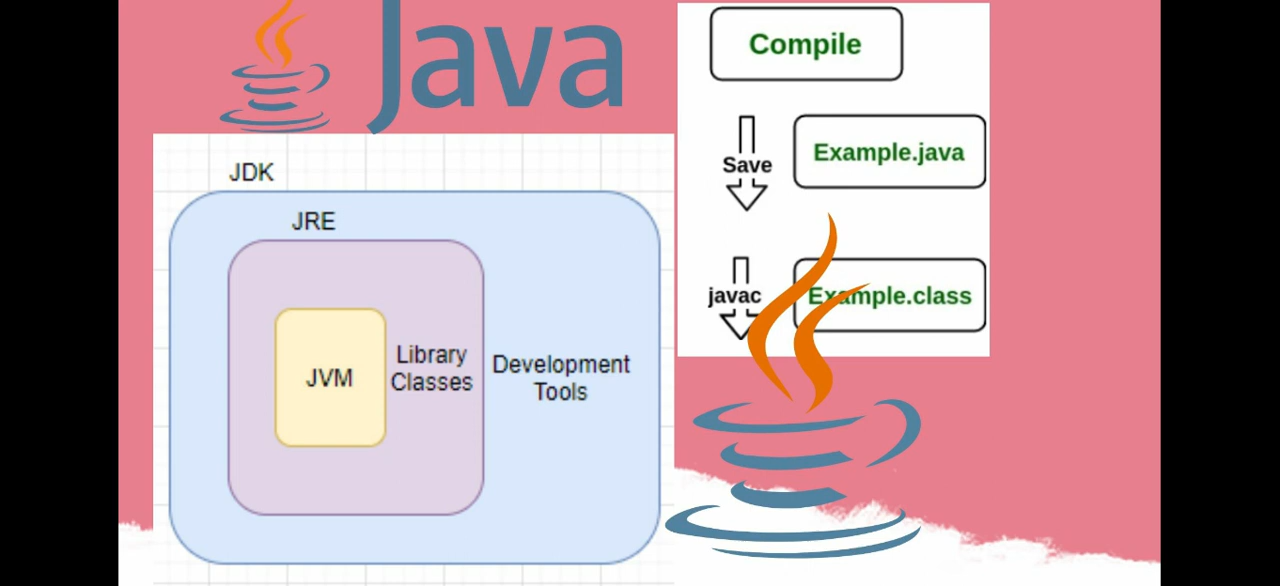 Java
JDK
JRE
JVM
Library
Classes
Development
Tools
Compile
Save
Example.java
javac
Example.class